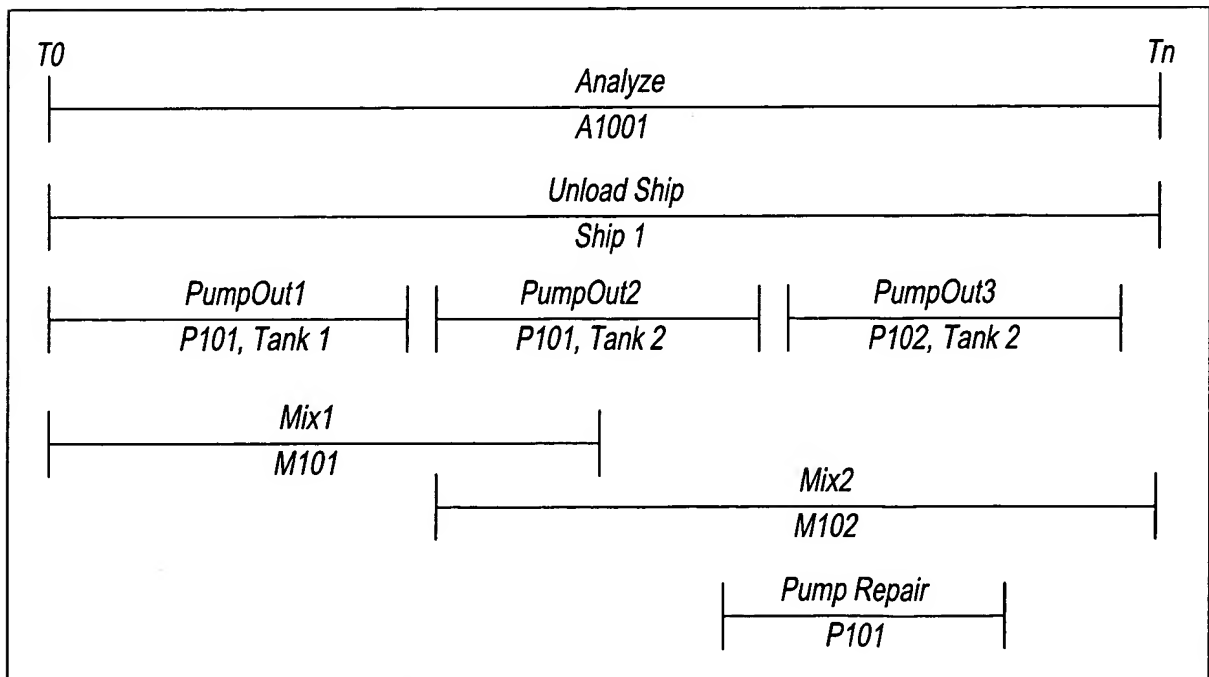 T0 Tn
Analyze
A1001
Unload Ship
Ship 1
PumpOut1 PumpOut2 PumpOut3
P101, Tank 1 P101, Tank 2 P102, Tank 2
Mix1
M101
Mix2
M102
Pump Repair
P101